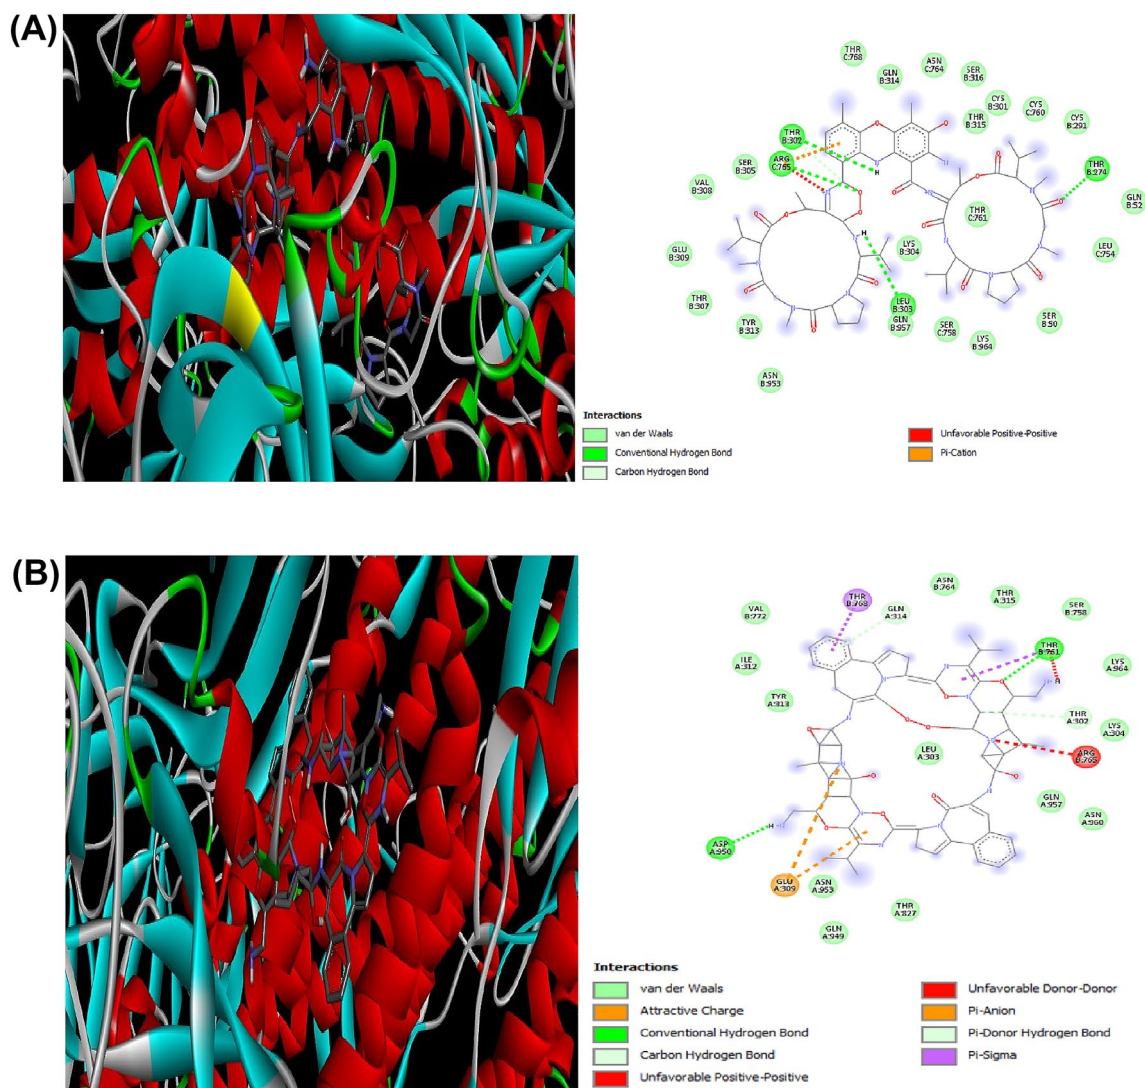 (A)
THR
C:768
GLN
B:314
ASN
C:764
SER
B:316
CYS
B:301
THR
B:315
CYS
C:760
CYS
B:291
THR
B:302
ARG
C:765
SER
B:305
VAL
B:308
THR
B:274
GLN
B:52
THR
C:761
GLU
B:309
LYS
B:304
LEU
C:754
THR
B:307
TYR
B:313
LEU
B:303
GLN
B:957
SER
C:758
LYS
B:964
SER
B:50
ASN
B:953
H
H
Interactions
van der Waals
Conventional Hydrogen Bond
Carbon Hydrogen Bond
Unfavorable Positive-Positive
Pi-Cation
(B)
VAL
B:772
THR
B:768
GLN
A:314
ASN
B:764
THR
A:315
SER
B:758
THR
B:761
ILE
A:312
LYS
A:964
TYR
A:313
THR
A:302
LYS
A:304
LEU
A:303
ARG
B:765
GLN
A:957
ASN
A:960
ASP
A:950
H
GLU
A:309
ASN
A:953
THR
A:827
GLN
A:949
Interactions
van der Waals
Attractive Charge
Conventional Hydrogen Bond
Carbon Hydrogen Bond
Unfavorable Positive-Positive
Unfavorable Donor-Donor
Pi-Anion
Pi-Donor Hydrogen Bond
Pi-Sigma